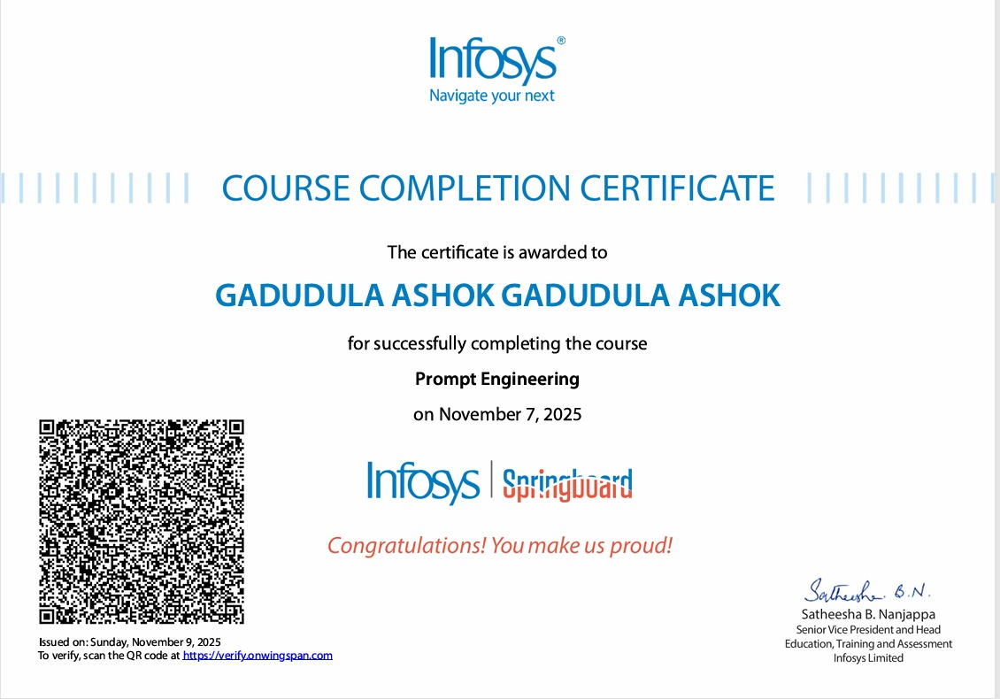 Infosys®
Navigate your next
COURSE COMPLETION CERTIFICATE
The certificate is awarded to
GADUDULA ASHOK GADUDULA ASHOK
for successfully completing the course
Prompt Engineering
on November 7, 2025
Infosys | Springboard
Congratulations! You make us proud!
Satheesha B.N.
Satheesha B. Nanjappa
Senior Vice President and Head
Education, Training and Assessment
Infosys Limited
Issued on: Sunday, November 9, 2025
To verify, scan the QR code at https://verify.onwingspan.com